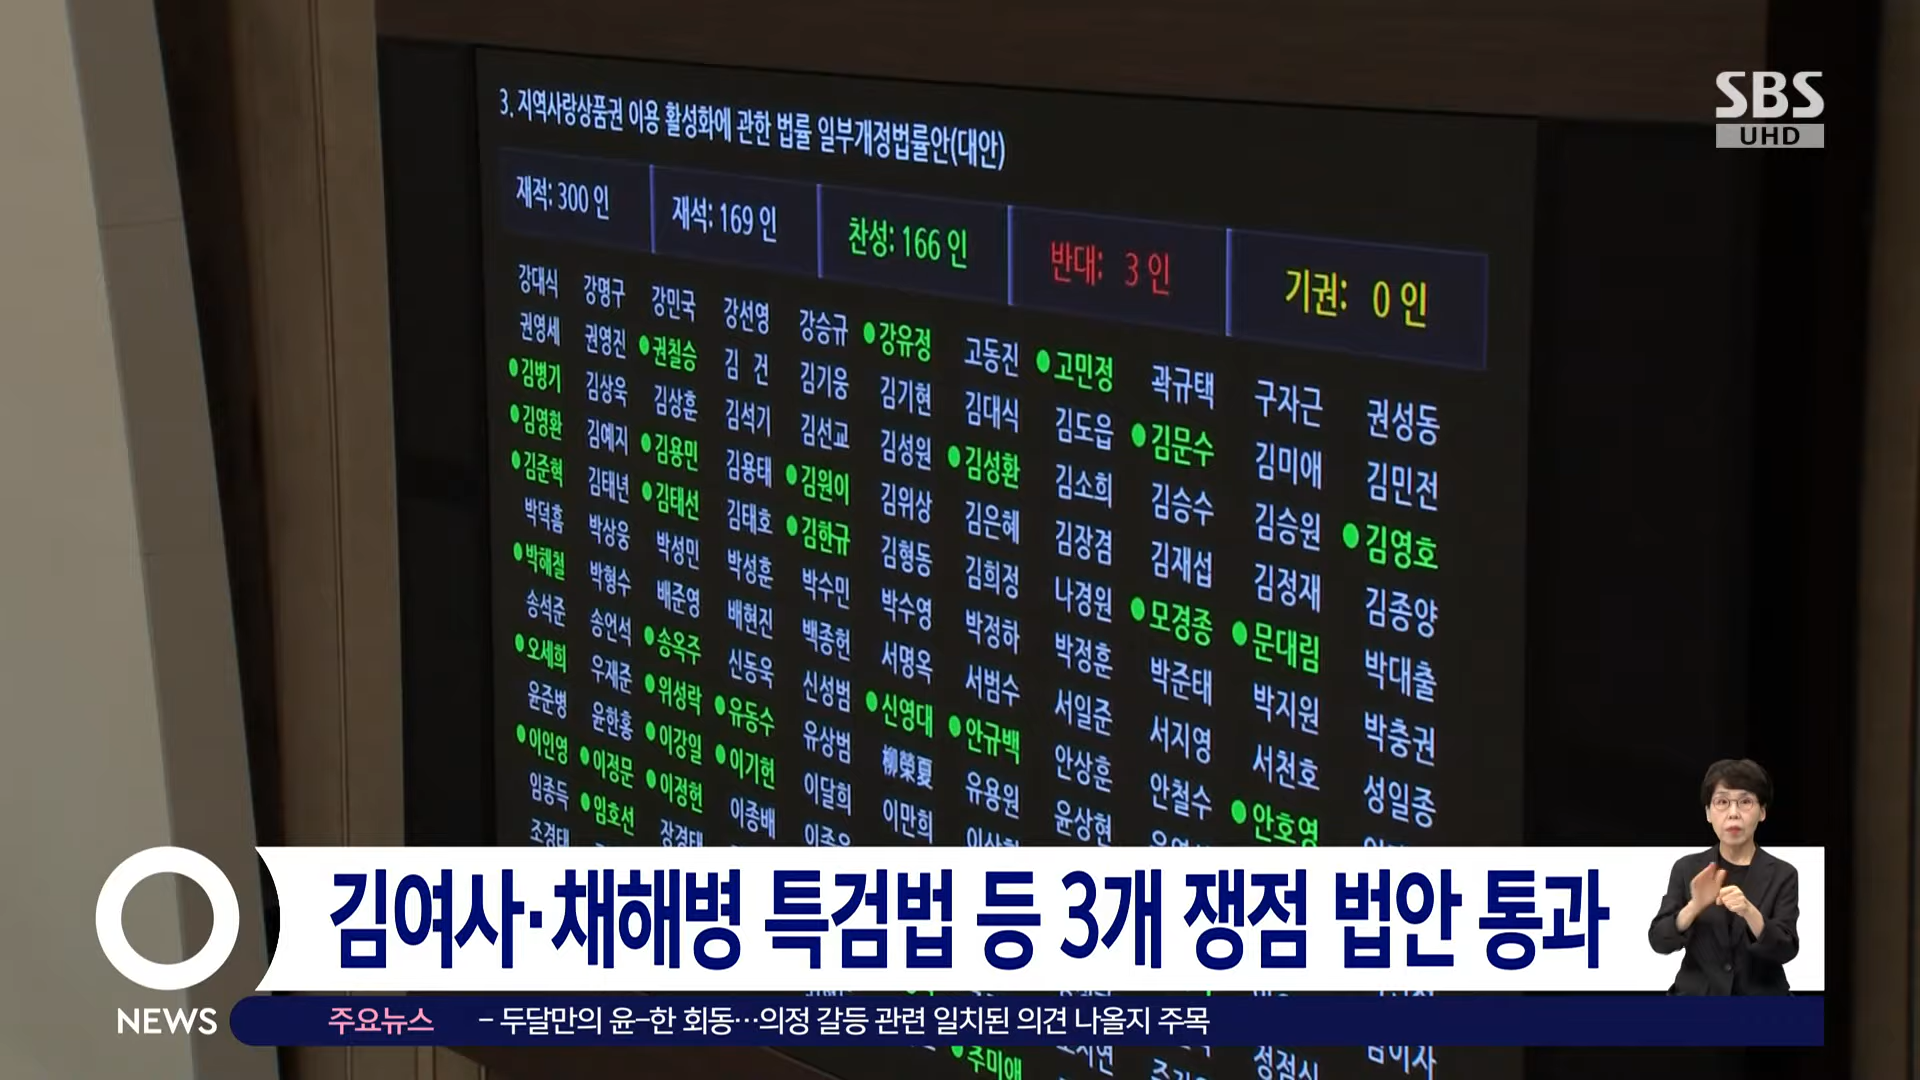 SBS
UHD
3. 지역사랑상품권 이용 활성화에 관한 법률 일부개정법률안(대안)
재적: 300 인 재석: 169 인 찬성: 166 인 반대: 3 인 기권: 0 인
강대식 강명구 강민국 강선영 강승규 강유정 고동진 고민정 곽규택 구자근 권성동
권영세 권영진 권칠승 김 건 김기웅 김기현 김대식 김도읍 김문수 김미애 김민전
김병기 김상욱 김상훈 김석기 김선교 김성원 김성환 김소희 김승수 김승원 김영호
김영환 김예지 김용민 김용태 김원이 김위상 김은혜 김장겸 김재섭 김정재 김종양
김준혁 김태년 김태선 김태호 김한규 김형동 김희정 나경원 모경종 문대림 박대출
박덕흠 박상웅 박성민 박성훈 박수민 박수영 박정하 박정훈 박준태 박지원 박충권
박해철 박형수 배준영 배현진 백종헌 서명옥 서범수 서일준 서지영 서천호 성일종
송석준 송언석 송옥주 신동욱 신성범 신영대 안규백 안상훈 안철수 안호영
오세희 우재준 위성락 유동수 유상범 柳榮夏 유용원 윤상현
윤준병 윤한홍 이강일 이기헌 이달희 이만희
이인영 이정문 이정헌 이종배
임종득 임호선 장경태
조경태
김여사·채해병 특검법 등 3개 쟁점 법안 통과
NEWS
주요뉴스 - 두달만의 윤-한 회동…의정 갈등 관련 일치된 의견 나올지 주목
추미애